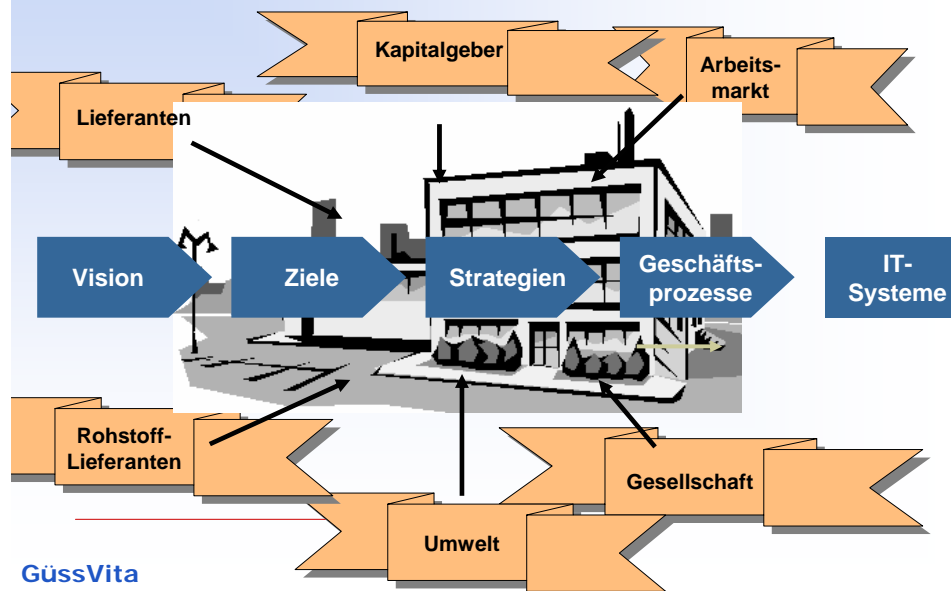 Kapitalgeber
Arbeits-
markt
Lieferanten
Vision
Ziele
Strategien
Geschäfts-
prozesse
IT-
Systeme
Rohstoff-
Lieferanten
Gesellschaft
Umwelt
GüssVita